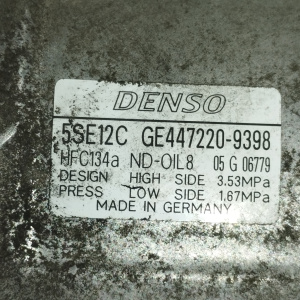 DENSO
5SE12C GE447220-9398
HFC134a ND-OIL8 05 G 06779
DESIGN HIGH SIDE 3.53MPa
PRESS LOW SIDE 1.67MPa
MADE IN GERMANY